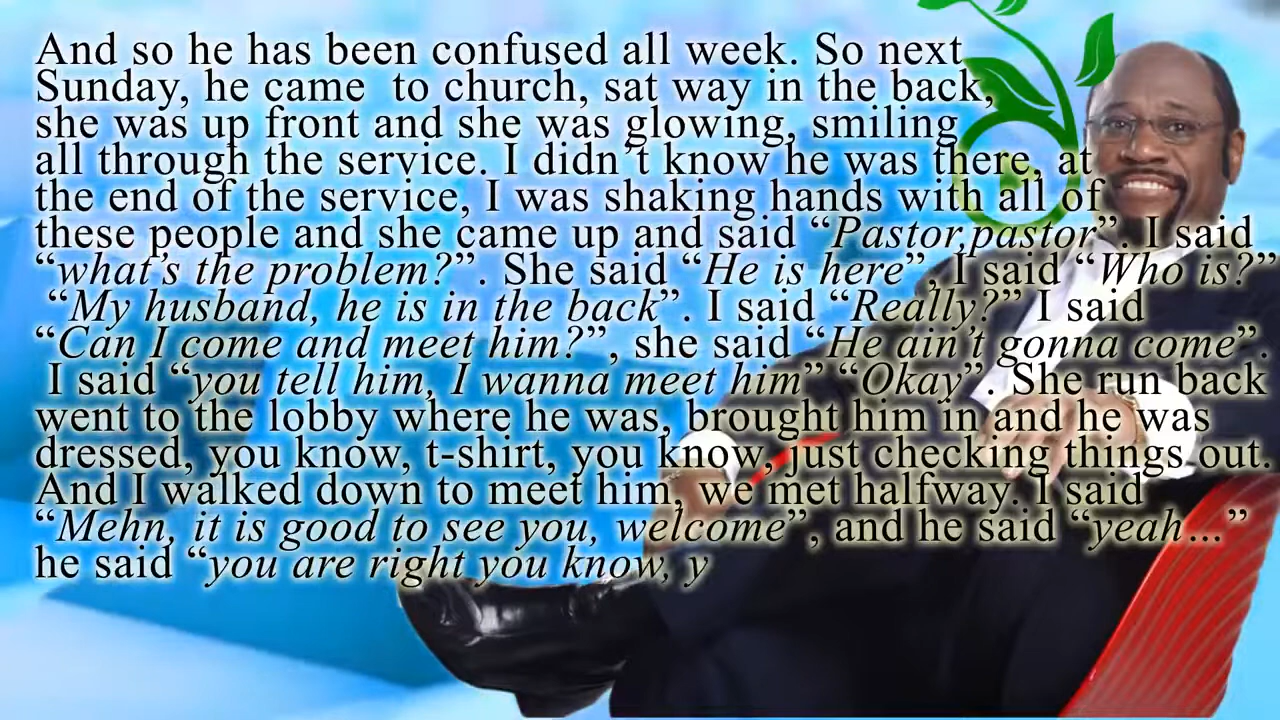 And so he has been confused all week. So next
Sunday, he came  to church, sat way in the back,
she was up front and she was glowing, smiling
all through the service. I didn’t know he was there, at
the end of the service, I was shaking hands with all of
these people and she came up and said “Pastor,pastor”. I said
“what’s the problem?”. She said “He is here”, I said “Who is?”
“My husband, he is in the back”. I said “Really?” I said
“Can I come and meet him?”, she said “He ain’t gonna come”.
I said “you tell him, I wanna meet him” “Okay”. She run back
went to the lobby where he was, brought him in and he was
dressed, you know, t-shirt, you know, just checking things out.
And I walked down to meet him, we met halfway. I said
“Mehn, it is good to see you, welcome”, and he said “yeah...”
he said “you are right you know, y